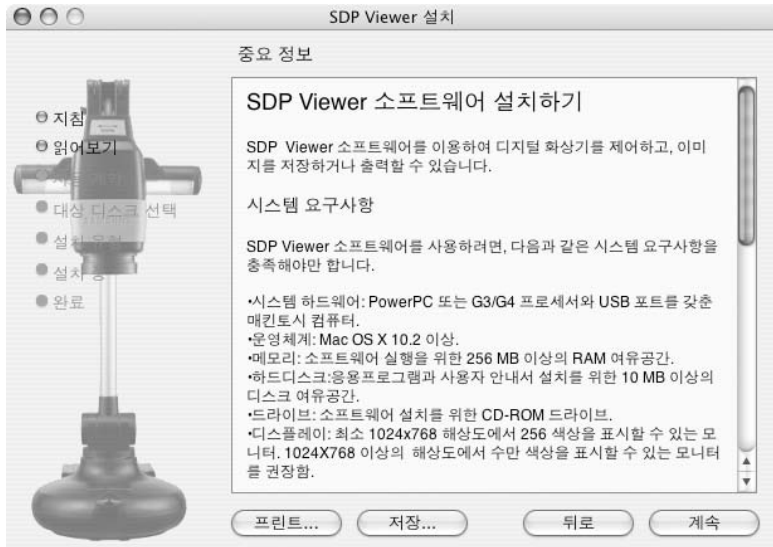 SDP Viewer 설치
중요 정보
지침
읽어보기
사용 계약
대상 디스크 선택
설치 유형
설치 중
완료
SDP Viewer 소프트웨어 설치하기
SDP Viewer 소프트웨어를 이용하여 디지털 화상기를 제어하고, 이미
지를 저장하거나 출력할 수 있습니다.
시스템 요구사항
SDP Viewer 소프트웨어를 사용하려면, 다음과 같은 시스템 요구사항을
충족해야만 합니다.
•시스템 하드웨어: PowerPC 또는 G3/G4 프로세서와 USB 포트를 갖춘
매킨토시 컴퓨터.
•운영체계: Mac OS X 10.2 이상.
•메모리: 소프트웨어 실행을 위한 256 MB 이상의 RAM 여유공간.
•하드디스크:응용프로그램과 사용자 안내서 설치를 위한 10 MB 이상의
디스크 여유공간.
•드라이브: 소프트웨어 설치를 위한 CD-ROM 드라이브.
•디스플레이: 최소 1024x768 해상도에서 256 색상을 표시할 수 있는 모
니터. 1024X768 이상의 해상도에서 수만 색상을 표시할 수 있는 모니터
를 권장함.
프린트... 저장... 뒤로 계속